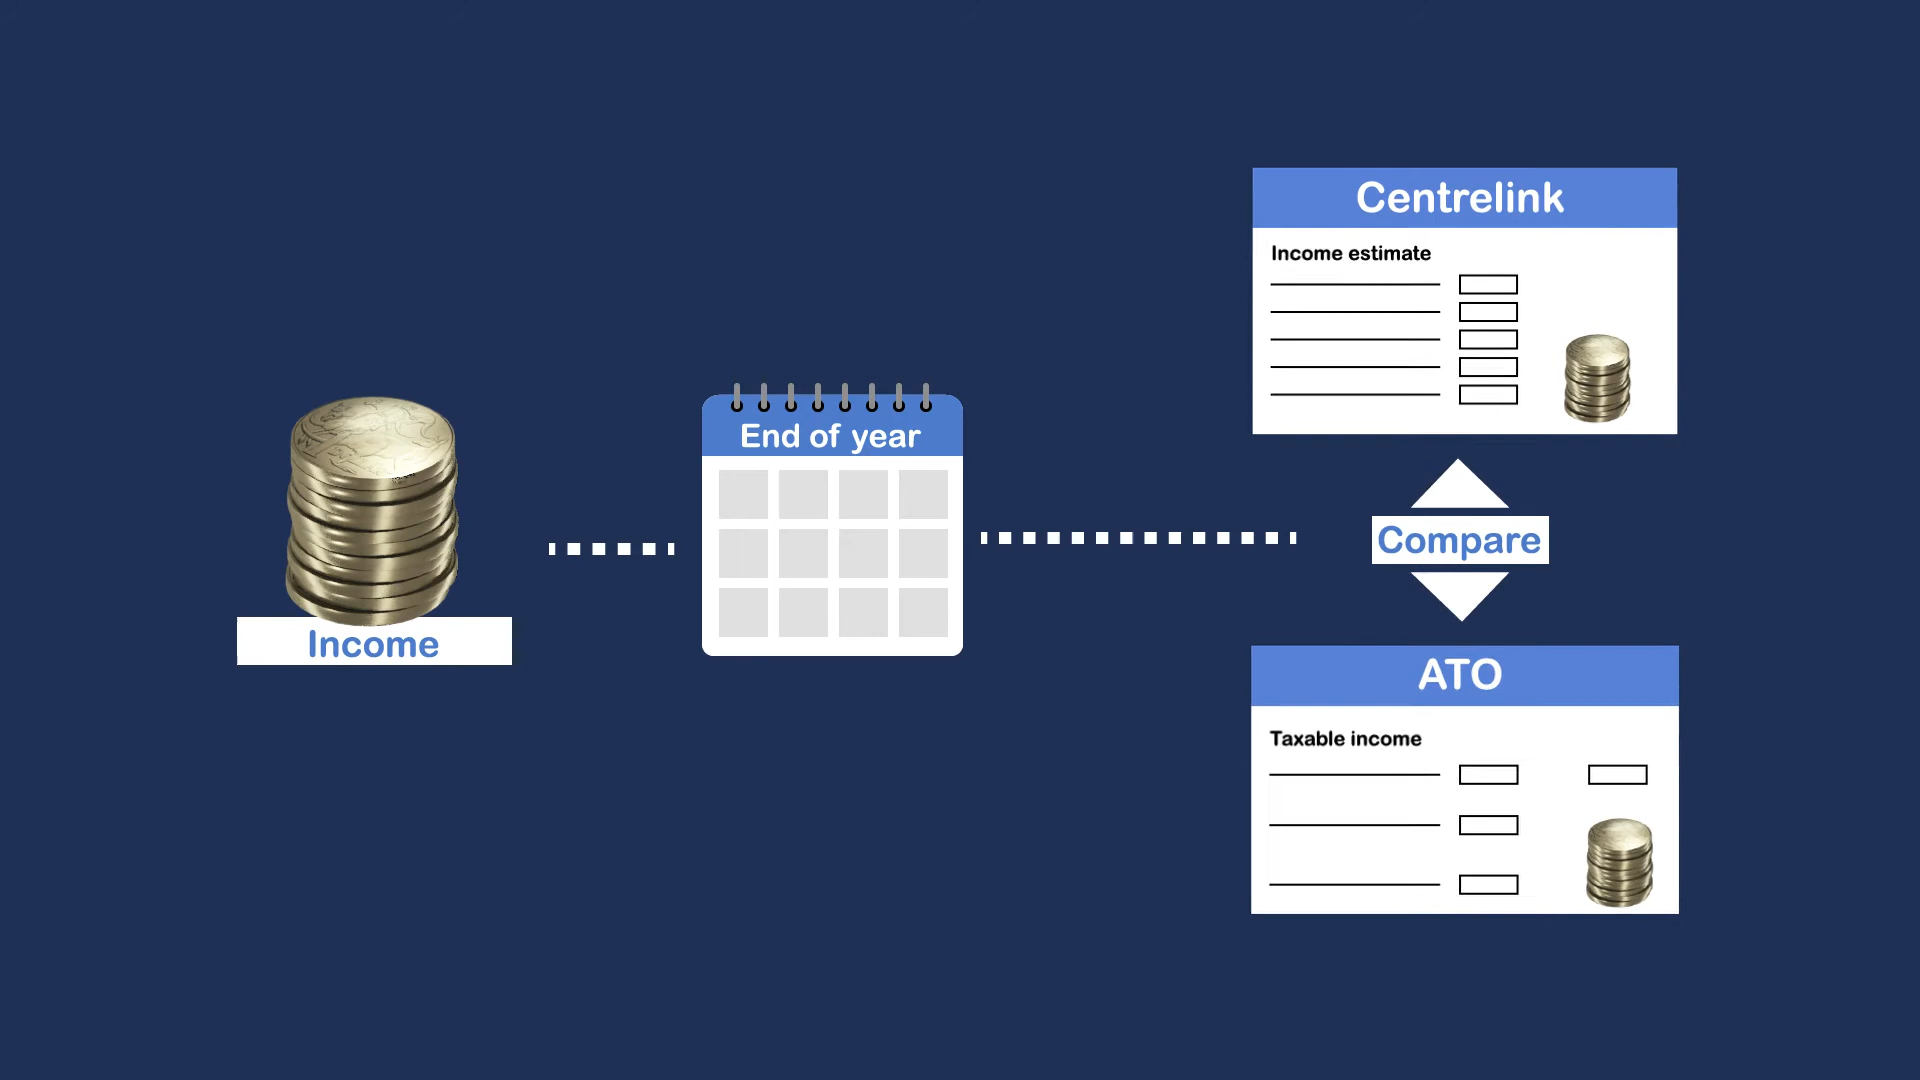 Income
End of year
Centrelink
Income estimate
Compare
ATO
Taxable income